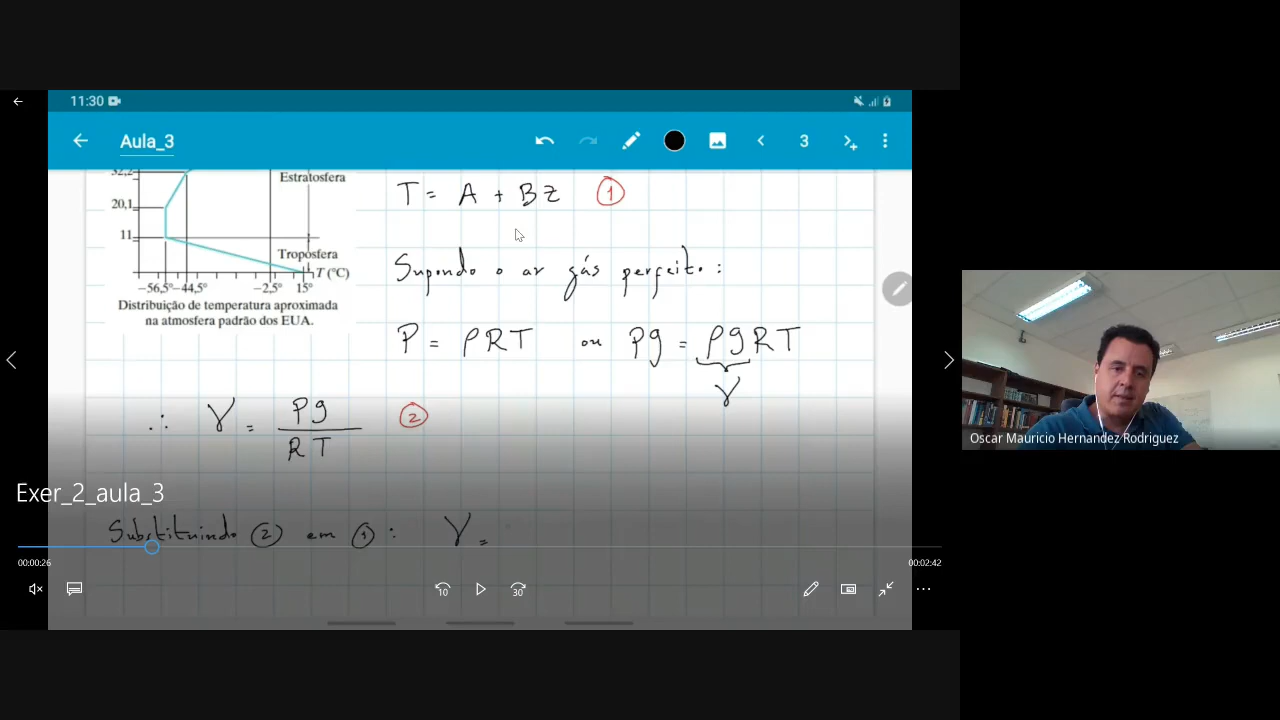 11:30
Aula_3
3
32,2
Estratosfera
20,1
11
Troposfera
T (°C)
−56,5° −44,5° −2,5° 15°
Distribuição de temperatura aproximada
na atmosfera padrão dos EUA.
T = A + Bz ①
Supondo o ar gás perfeito:
P = ρRT ou Pg = ρgRT
γ
∴ γ = Pg / RT ②
Substituindo ② em ①: γ =
Exer_2_aula_3
00:00:26
00:02:42
10
30
Oscar Mauricio Hernandez Rodriguez